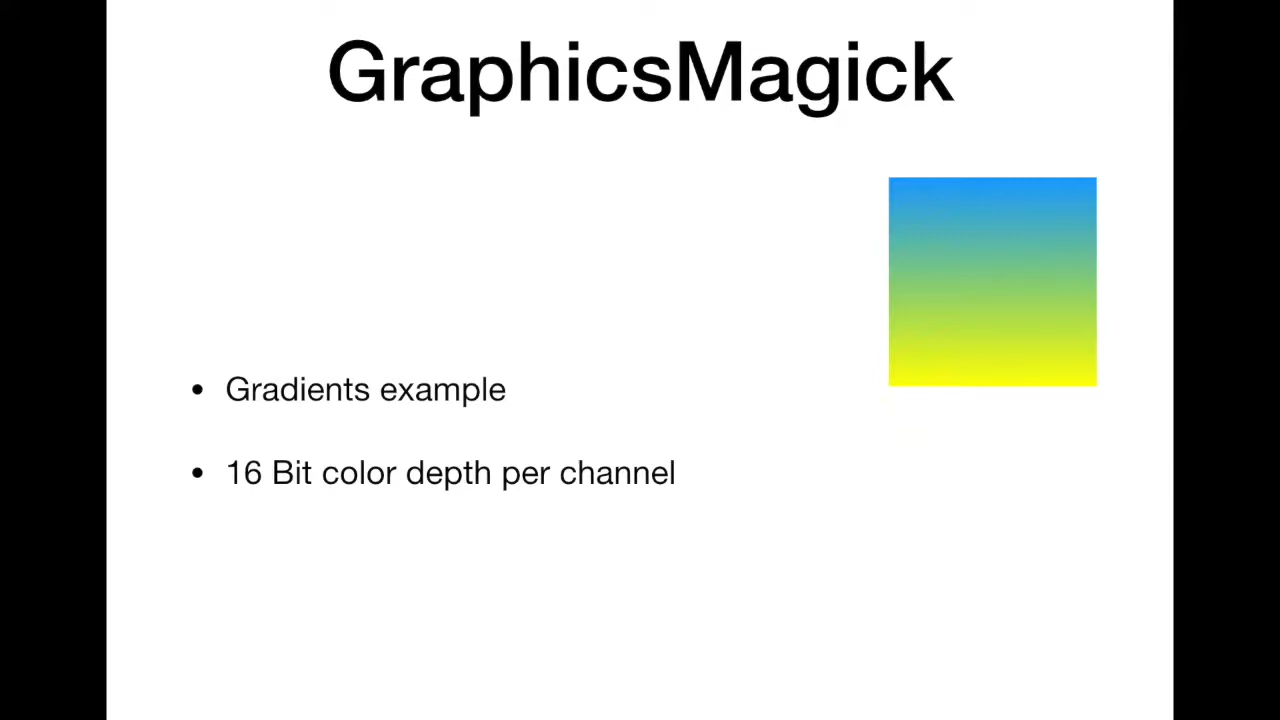 GraphicsMagick
• Gradients example
• 16 Bit color depth per channel